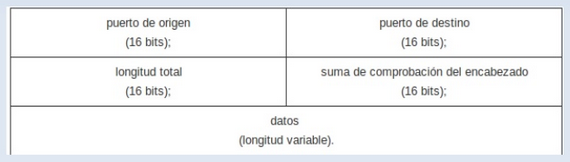 puerto de origen
(16 bits);
puerto de destino
(16 bits);
longitud total
(16 bits);
suma de comprobación del encabezado
(16 bits);
datos
(longitud variable).